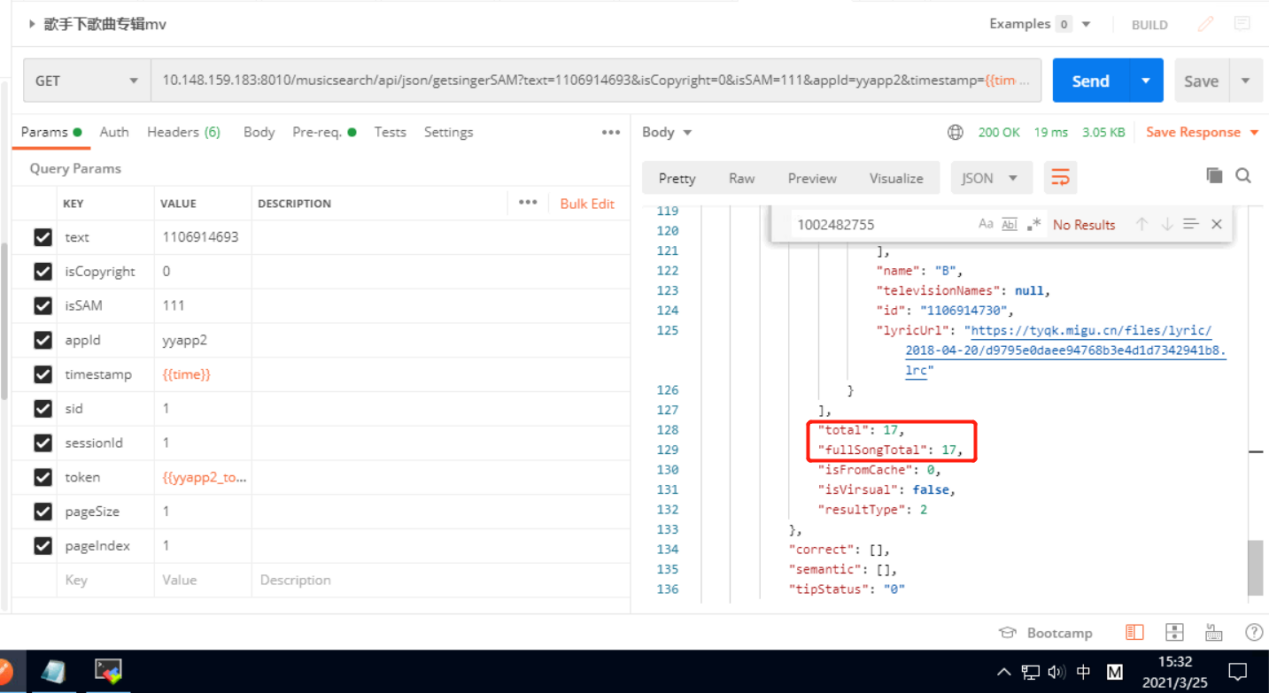 歌手下歌曲专辑mv
Examples 0
BUILD
GET
10.148.159.183:8010/musicsearch/api/json/getsingerSAM?text=1106914693&isCopyright=0&isSAM=111&appId=yyapp2&timestamp={{tim ...
Send
Save
Params
Auth
Headers (6)
Body
Pre-req.
Tests
Settings
Query Params
KEY VALUE DESCRIPTION
Bulk Edit
text 1106914693
isCopyright 0
isSAM 111
appId yyapp2
timestamp {{time}}
sid 1
sessionId 1
token {{yyapp2_to...
pageSize 1
pageIndex 1
Key Value Description
Body
200 OK 19 ms 3.05 KB Save Response
Pretty Raw Preview Visualize JSON
1002482755 Aa Abl .* No Results
119
120
121 ],
122 "name": "B",
123 "televisionNames": null,
124 "id": "1106914730",
125 "lyricUrl": "https://tyqk.migu.cn/files/lyric/
2018-04-20/d9795e0daee94768b3e4d1d7342941b8.
lrc"
126 }
127 ],
128 "total": 17,
129 "fullSongTotal": 17,
130 "isFromCache": 0,
131 "isVirsual": false,
132 "resultType": 2
133 },
134 "correct": [],
135 "semantic": [],
136 "tipStatus": "0"
Bootcamp
中 M
15:32
2021/3/25